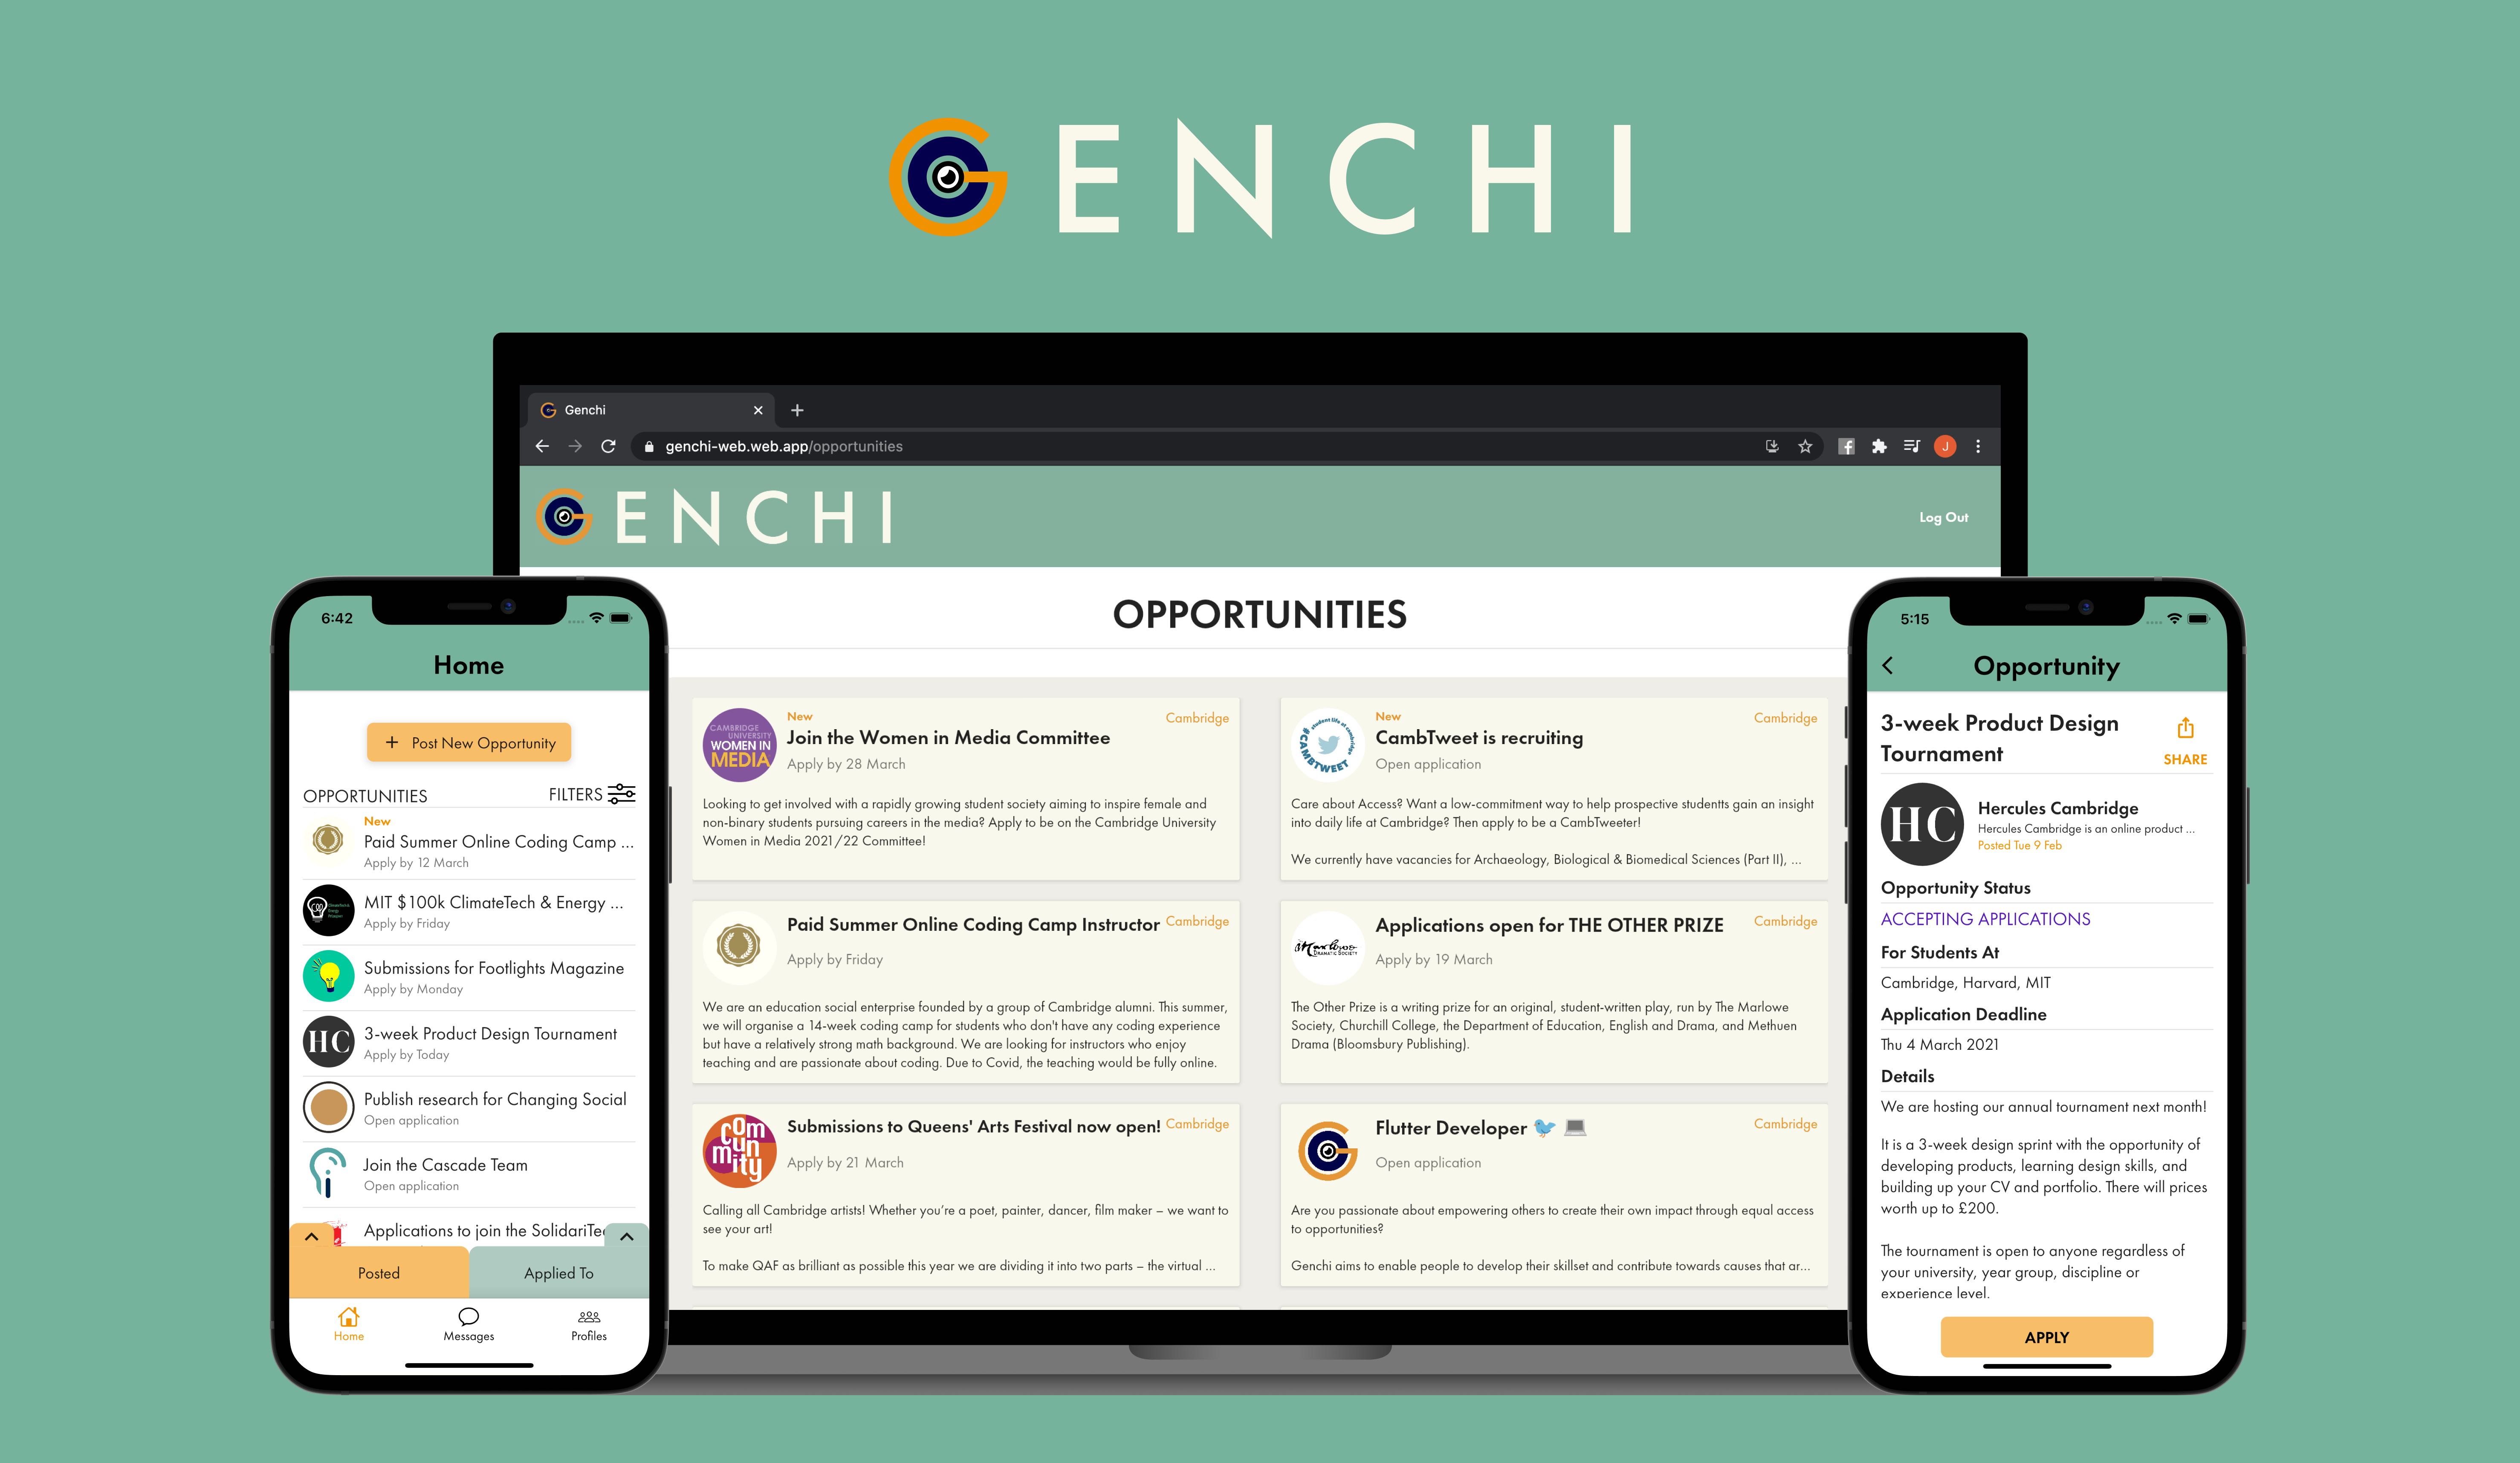 GENCHI
Genchi
genchi-web.web.app/opportunities
J
GENCHI
Log Out
OPPORTUNITIES
CAMBRIDGE
UNIVERSITY
WOMEN IN
MEDIA
New
Cambridge
Join the Women in Media Committee
Apply by 28 March
Looking to get involved with a rapidly growing student society aiming to inspire female and
non-binary students pursuing careers in the media? Apply to be on the Cambridge University
Women in Media 2021/22 Committee!
student life at cambridge
#CAMBTWEET
New
Cambridge
CambTweet is recruiting
Open application
Care about Access? Want a low-commitment way to help prospective studentts gain an insight
into daily life at Cambridge? Then apply to be a CambTweeter!
We currently have vacancies for Archaeology, Biological & Biomedical Sciences (Part II), ...
Paid Summer Online Coding Camp Instructor
Cambridge
Apply by Friday
We are an education social enterprise founded by a group of Cambridge alumni. This summer,
we will organise a 14-week coding camp for students who don't have any coding experience
but have a relatively strong math background. We are looking for instructors who enjoy
teaching and are passionate about coding. Due to Covid, the teaching would be fully online.
Marlowe
DRAMATIC SOCIETY
Applications open for THE OTHER PRIZE
Cambridge
Apply by 19 March
The Other Prize is a writing prize for an original, student-written play, run by The Marlowe
Society, Churchill College, the Department of Education, English and Drama, and Methuen
Drama (Bloomsbury Publishing).
com
mun
ity
Submissions to Queens' Arts Festival now open!
Cambridge
Apply by 21 March
Calling all Cambridge artists! Whether you're a poet, painter, dancer, film maker – we want to
see your art!
To make QAF as brilliant as possible this year we are dividing it into two parts – the virtual ...
Flutter Developer 🐦 💻
Cambridge
Open application
Are you passionate about empowering others to create their own impact through equal access
to opportunities?
Genchi aims to enable people to develop their skillset and contribute towards causes that ar...
6:42
Home
+ Post New Opportunity
OPPORTUNITIES
FILTERS
New
Paid Summer Online Coding Camp ...
Apply by 12 March
MIT $100k ClimateTech & Energy ...
Apply by Friday
Submissions for Footlights Magazine
Apply by Monday
HC
3-week Product Design Tournament
Apply by Today
Publish research for Changing Social
Open application
Join the Cascade Team
Open application
Applications to join the SolidariTe
Posted
Applied To
Home
Messages
Profiles
5:15
Opportunity
3-week Product Design
Tournament
SHARE
HC
Hercules Cambridge
Hercules Cambridge is an online product ...
Posted Tue 9 Feb
Opportunity Status
ACCEPTING APPLICATIONS
For Students At
Cambridge, Harvard, MIT
Application Deadline
Thu 4 March 2021
Details
We are hosting our annual tournament next month!
It is a 3-week design sprint with the opportunity of
developing products, learning design skills, and
building up your CV and portfolio. There will prices
worth up to £200.
The tournament is open to anyone regardless of
your university, year group, discipline or
experience level.
APPLY